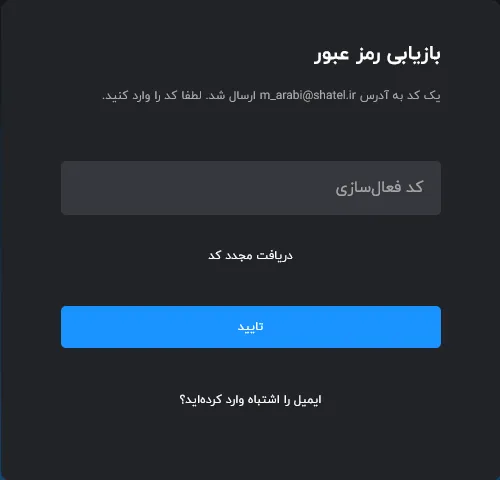 بازیابی رمز عبور
یک کد به آدرس m_arabi@shatel.ir ارسال شد. لطفا کد را وارد کنید.
کد فعال‌سازی
دریافت مجدد کد
تایید
ایمیل را اشتباه وارد کرده‌اید؟